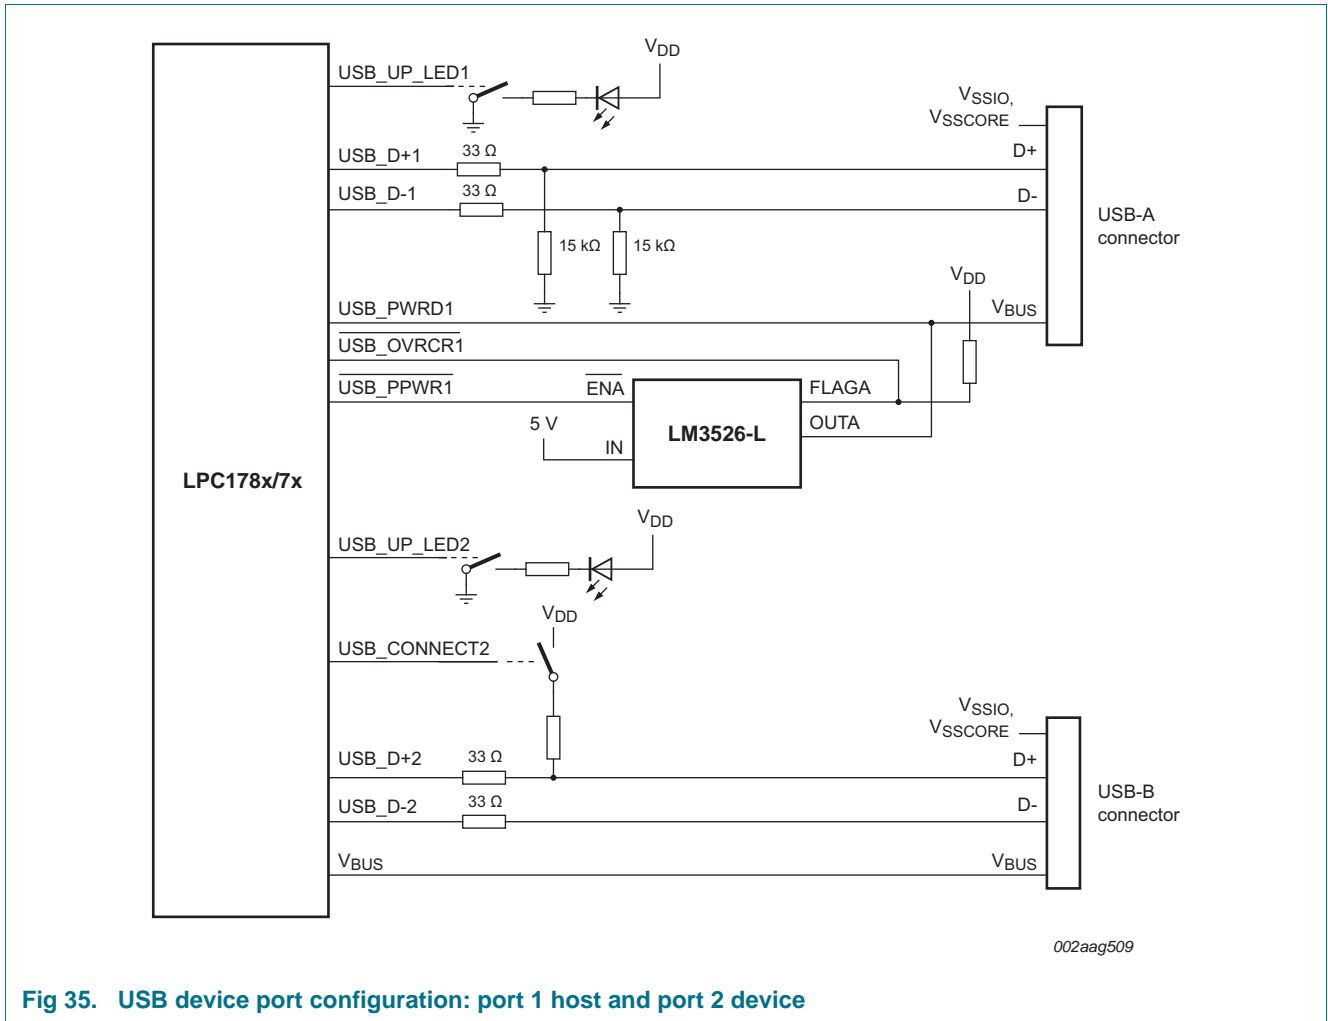 VDD
USB_UP_LED1
VSSIO,
VSSCORE
USB_D+1
33 Ω
D+
USB_D-1
33 Ω
D-
USB-A
connector
15 kΩ
15 kΩ
VDD
USB_PWRD1
VBUS
USB_OVRCR1
USB_PPWR1
ENA
FLAGA
5 V
OUTA
LM3526-L
IN
LPC178x/7x
VDD
USB_UP_LED2
VDD
USB_CONNECT2
VSSIO,
VSSCORE
USB_D+2
33 Ω
D+
USB-B
connector
USB_D-2
33 Ω
D-
VBUS
VBUS
002aag509
Fig 35. USB device port configuration: port 1 host and port 2 device